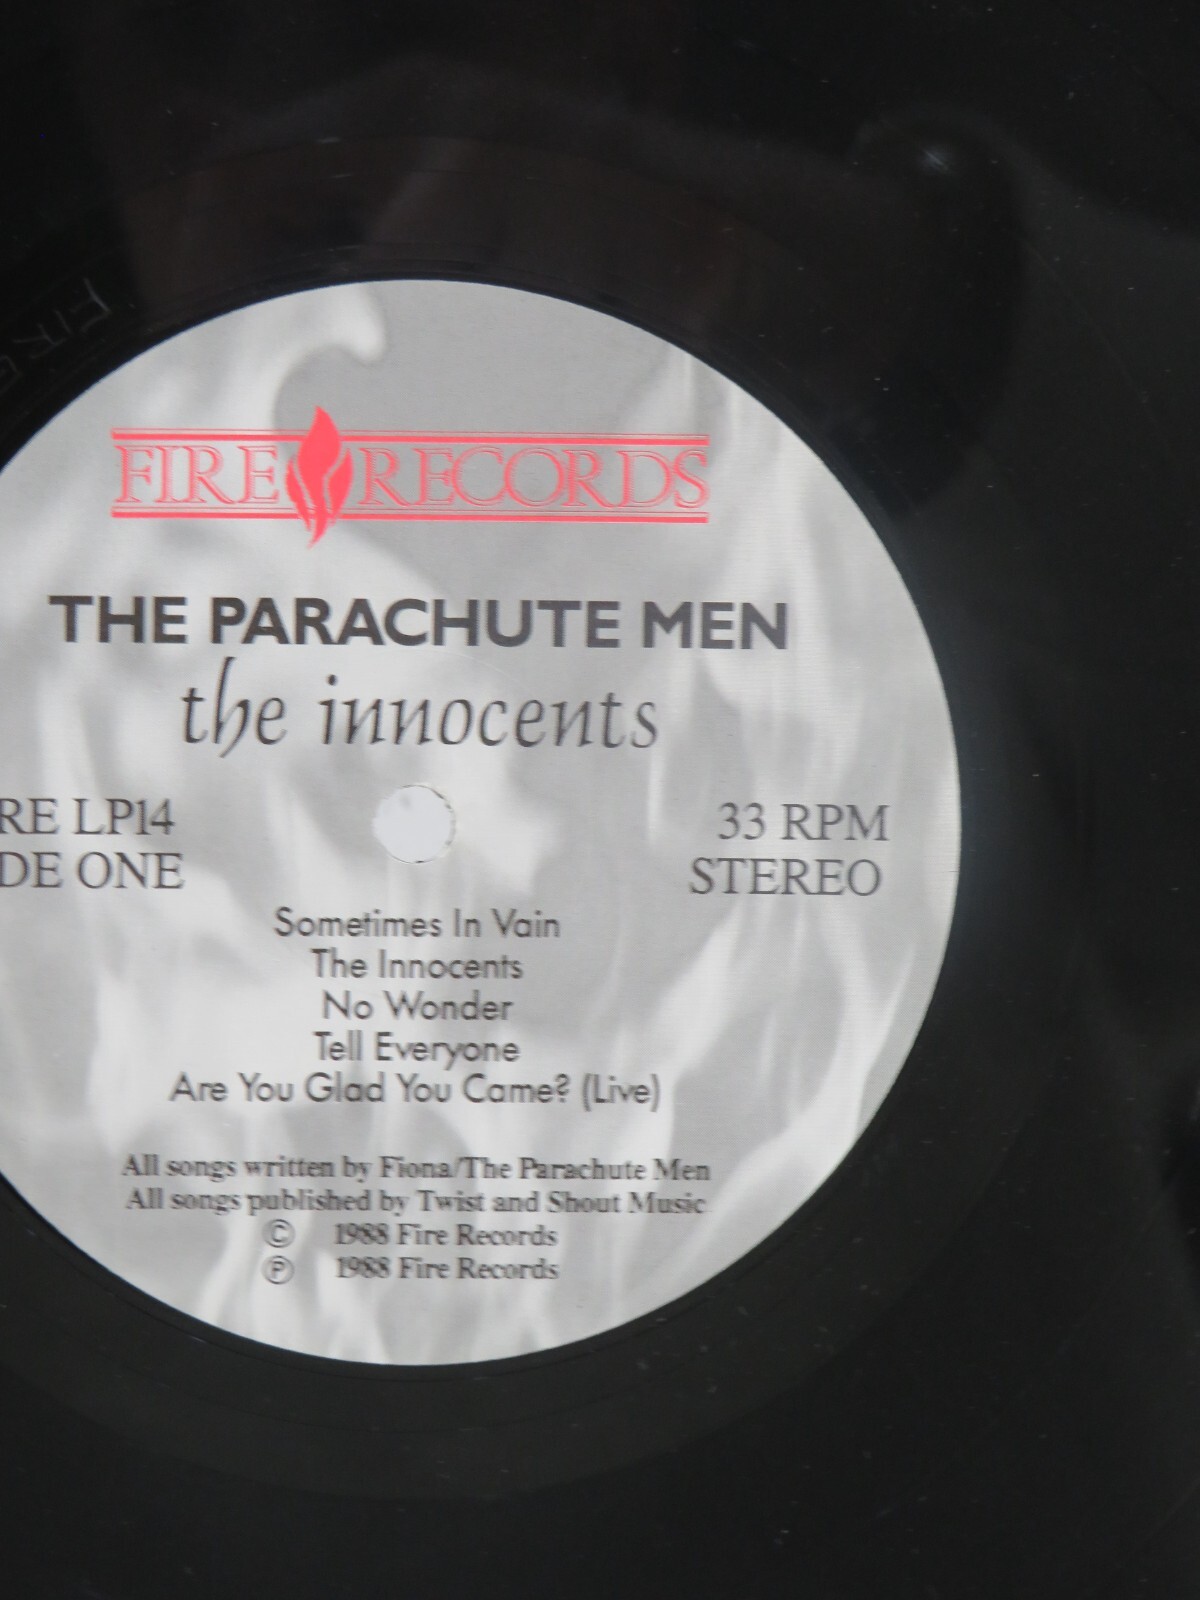 FIRE RECORDS
THE PARACHUTE MEN
the innocents
RE LP14
DE ONE
33 RPM
STEREO
Sometimes In Vain
The Innocents
No Wonder
Tell Everyone
Are You Glad You Came? (Live)
All songs written by Fiona/The Parachute Men
All songs published by Twist and Shout Music
© 1988 Fire Records
℗ 1988 Fire Records